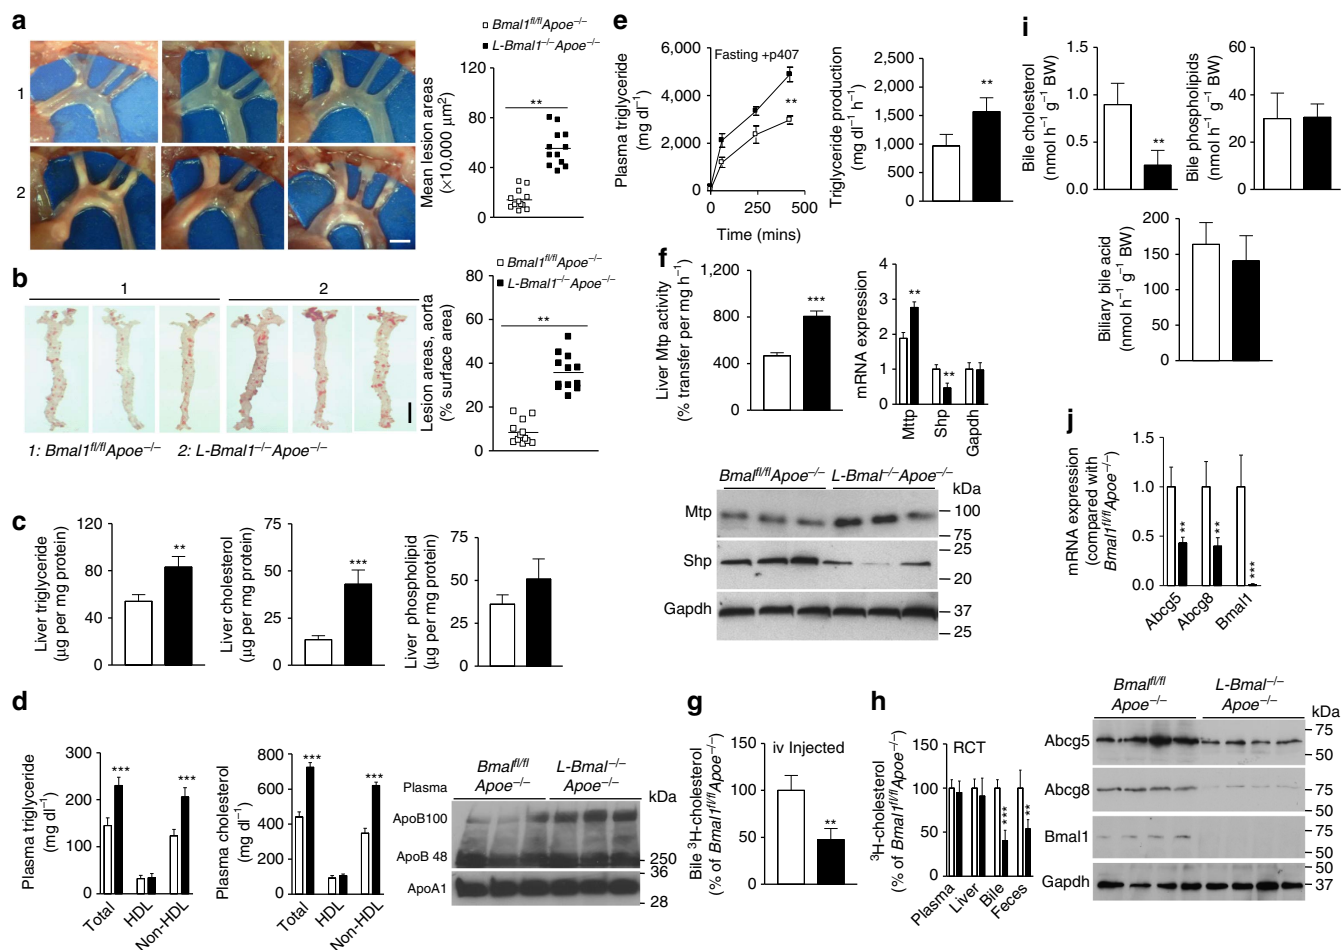 a
Bmal1fl/flApoe−/−
L-Bmal1−/−Apoe−/−
1
2
Mean lesion areas
(×10,000 µm²)
120
80
40
0
**
b
1
2
1: Bmal1fl/flApoe−/−
2: L-Bmal1−/−Apoe−/−
Bmal1fl/flApoe−/−
L-Bmal1−/−Apoe−/−
Lesion areas, aorta
(% surface area)
80
60
40
20
0
**
c
Liver triglyceride
(µg per mg protein)
120
80
40
0
**
Liver cholesterol
(µg per mg protein)
75
50
25
0
***
Liver phospholipid
(µg per mg protein)
75
50
25
0
d
Plasma triglyceride
(mg dl⁻¹)
300
200
100
0
***
***
Total
HDL
Non-HDL
Plasma cholesterol
(mg dl⁻¹)
800
600
400
200
0
***
***
Total
HDL
Non-HDL
Plasma
Bmalfl/fl
Apoe−/−
L-Bmal−/−
Apoe−/−
kDa
ApoB100
ApoB 48
250
36
ApoA1
28
e
Plasma triglyceride
(mg dl⁻¹)
6,000
4,000
2,000
0
Fasting +p407
**
0
250
500
Time (mins)
Triglyceride production
(mg dl⁻¹ h⁻¹)
2,500
2,000
1,500
1,000
500
0
**
f
Liver Mtp activity
(% transfer per mg h⁻¹)
1,200
800
400
0
***
mRNA expression
4
3
2
1
0
**
**
Mttp
Shp
Gapdh
Bmalfl/flApoe−/−
L-Bmal−/−Apoe−/−
kDa
Mtp
100
75
25
Shp
20
Gapdh
37
25
g
Bile ³H-cholesterol
(% of Bmal1fl/flApoe−/−)
150
100
50
0
iv Injected
**
h
³H-cholesterol
(% of Bmal1fl/flApoe−/−)
150
100
50
0
RCT
***
**
Plasma
Liver
Bile
Feces
i
Bile cholesterol
(nmol h⁻¹ g⁻¹ BW)
1.5
1.0
0.5
0.0
**
Bile phospholipids
(nmol h⁻¹ g⁻¹ BW)
60
40
20
0
Biliary bile acid
(nmol h⁻¹ g⁻¹ BW)
200
150
100
50
0
j
mRNA expression
(compared with
Bmal1fl/flApoe−/−)
1.5
1.0
0.5
0.0
**
**
***
Abcg5
Abcg8
Bmal1
Bmalfl/fl
Apoe−/−
L-Bmal−/−
Apoe−/−
kDa
75
Abcg5
50
Abcg8
75
50
Bmal1
75
50
Gapdh
50
37